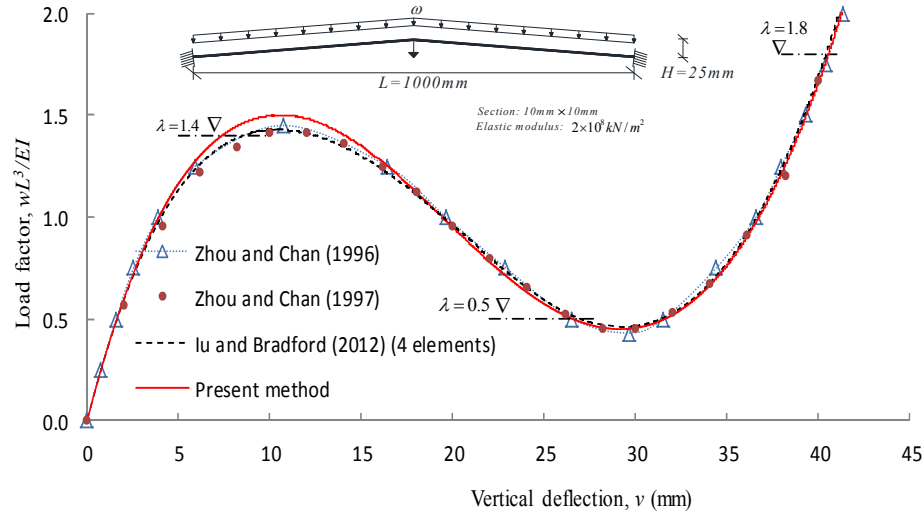 2.0
1.5
1.0
0.5
0.0
Load factor, wL³/EI
ω
L=1000mm
H=25mm
Section: 10mm×10mm
Elastic modulus: 2×10⁸kN/m²
λ=1.8 ∇
λ=1.4 ∇
λ=0.5 ∇
Zhou and Chan (1996)
Zhou and Chan (1997)
Iu and Bradford (2012) (4 elements)
Present method
0 5 10 15 20 25 30 35 40 45
Vertical deflection, v (mm)